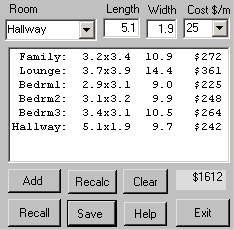 Room Length Width Cost $/m
Hallway 5.1 1.9 25
Family: 3.2x3.4 10.9 $272
Lounge: 3.7x3.9 14.4 $361
Bedrm1: 2.9x3.1 9.0 $225
Bedrm2: 3.1x3.2 9.9 $248
Bedrm3: 3.4x3.1 10.5 $264
Hallway: 5.1x1.9 9.7 $242
Add Recalc Clear $1612
Recall Save Help Exit